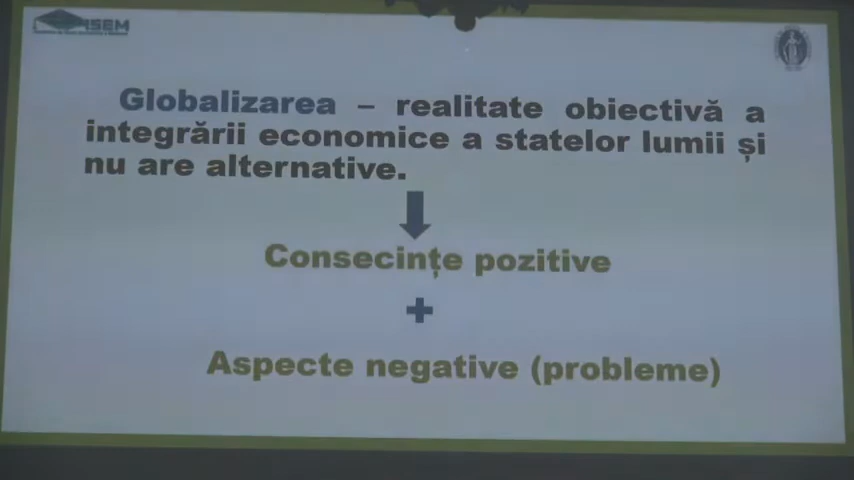 Globalizarea – realitate obiectivă a
integrării economice a statelor lumii și
nu are alternative.
Consecințe pozitive
+
Aspecte negative (probleme)